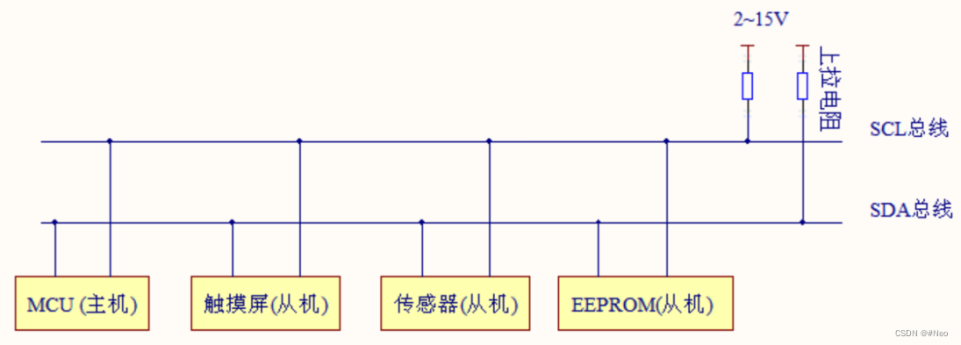 2~15V
上拉电阻
SCL总线
SDA总线
MCU (主机)
触摸屏(从机)
传感器(从机)
EEPROM(从机)
CSDN @#Neo